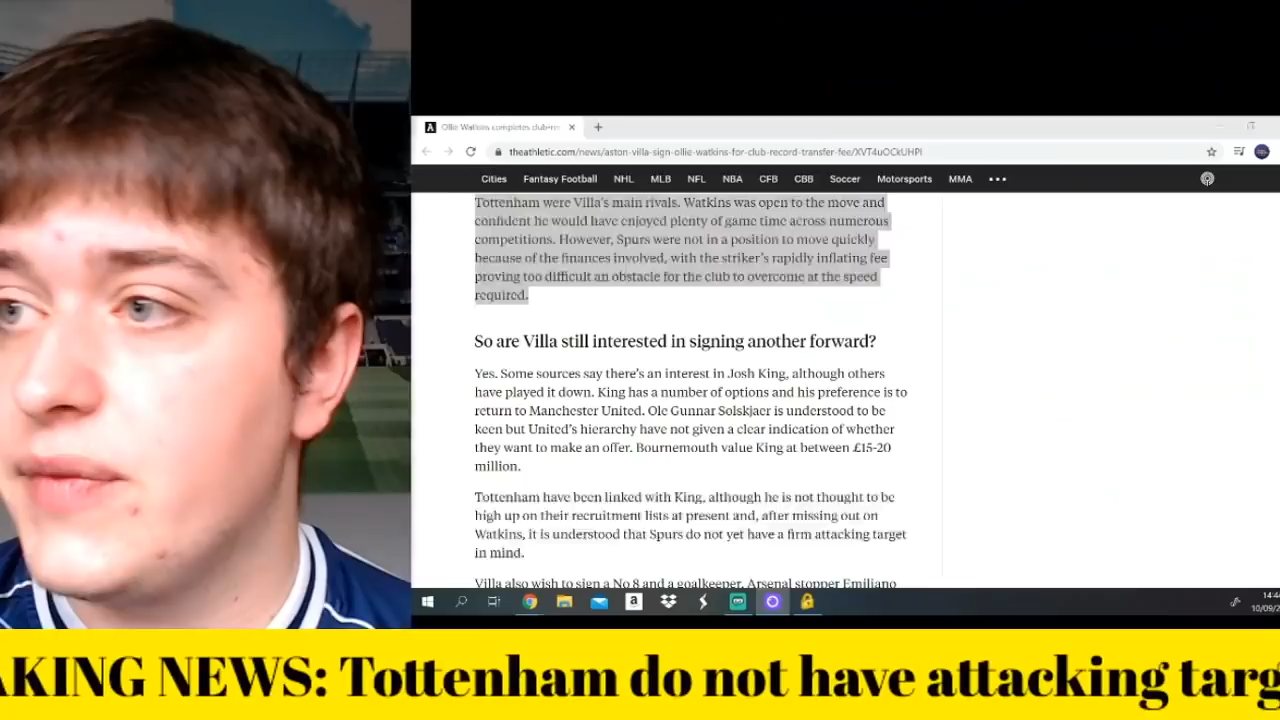 Ollie Watkins completes club-re
theathletic.com/news/aston-villa-sign-ollie-watkins-for-club-record-transfer-fee/XVT4uOCkUHPI
Cities Fantasy Football NHL MLB NFL NBA CFB CBB Soccer Motorsports MMA •••
Tottenham were Villa's main rivals. Watkins was open to the move and
confident he would have enjoyed plenty of game time across numerous
competitions. However, Spurs were not in a position to move quickly
because of the finances involved, with the striker's rapidly inflating fee
proving too difficult an obstacle for the club to overcome at the speed
required.
So are Villa still interested in signing another forward?
Yes. Some sources say there's an interest in Josh King, although others
have played it down. King has a number of options and his preference is to
return to Manchester United. Ole Gunnar Solskjaer is understood to be
keen but United's hierarchy have not given a clear indication of whether
they want to make an offer. Bournemouth value King at between £15-20
million.
Tottenham have been linked with King, although he is not thought to be
high up on their recruitment lists at present and, after missing out on
Watkins, it is understood that Spurs do not yet have a firm attacking target
in mind.
Villa also wish to sign a No 8 and a goalkeeper. Arsenal stopper Emiliano
14:4
10/09/2
AKING NEWS: Tottenham do not have attacking targ